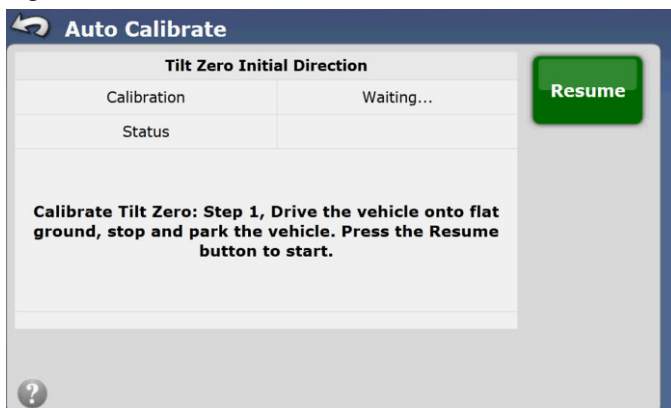 Auto Calibrate
Tilt Zero Initial Direction
Calibration Waiting...
Resume
Status
Calibrate Tilt Zero: Step 1, Drive the vehicle onto flat
ground, stop and park the vehicle. Press the Resume
button to start.
?